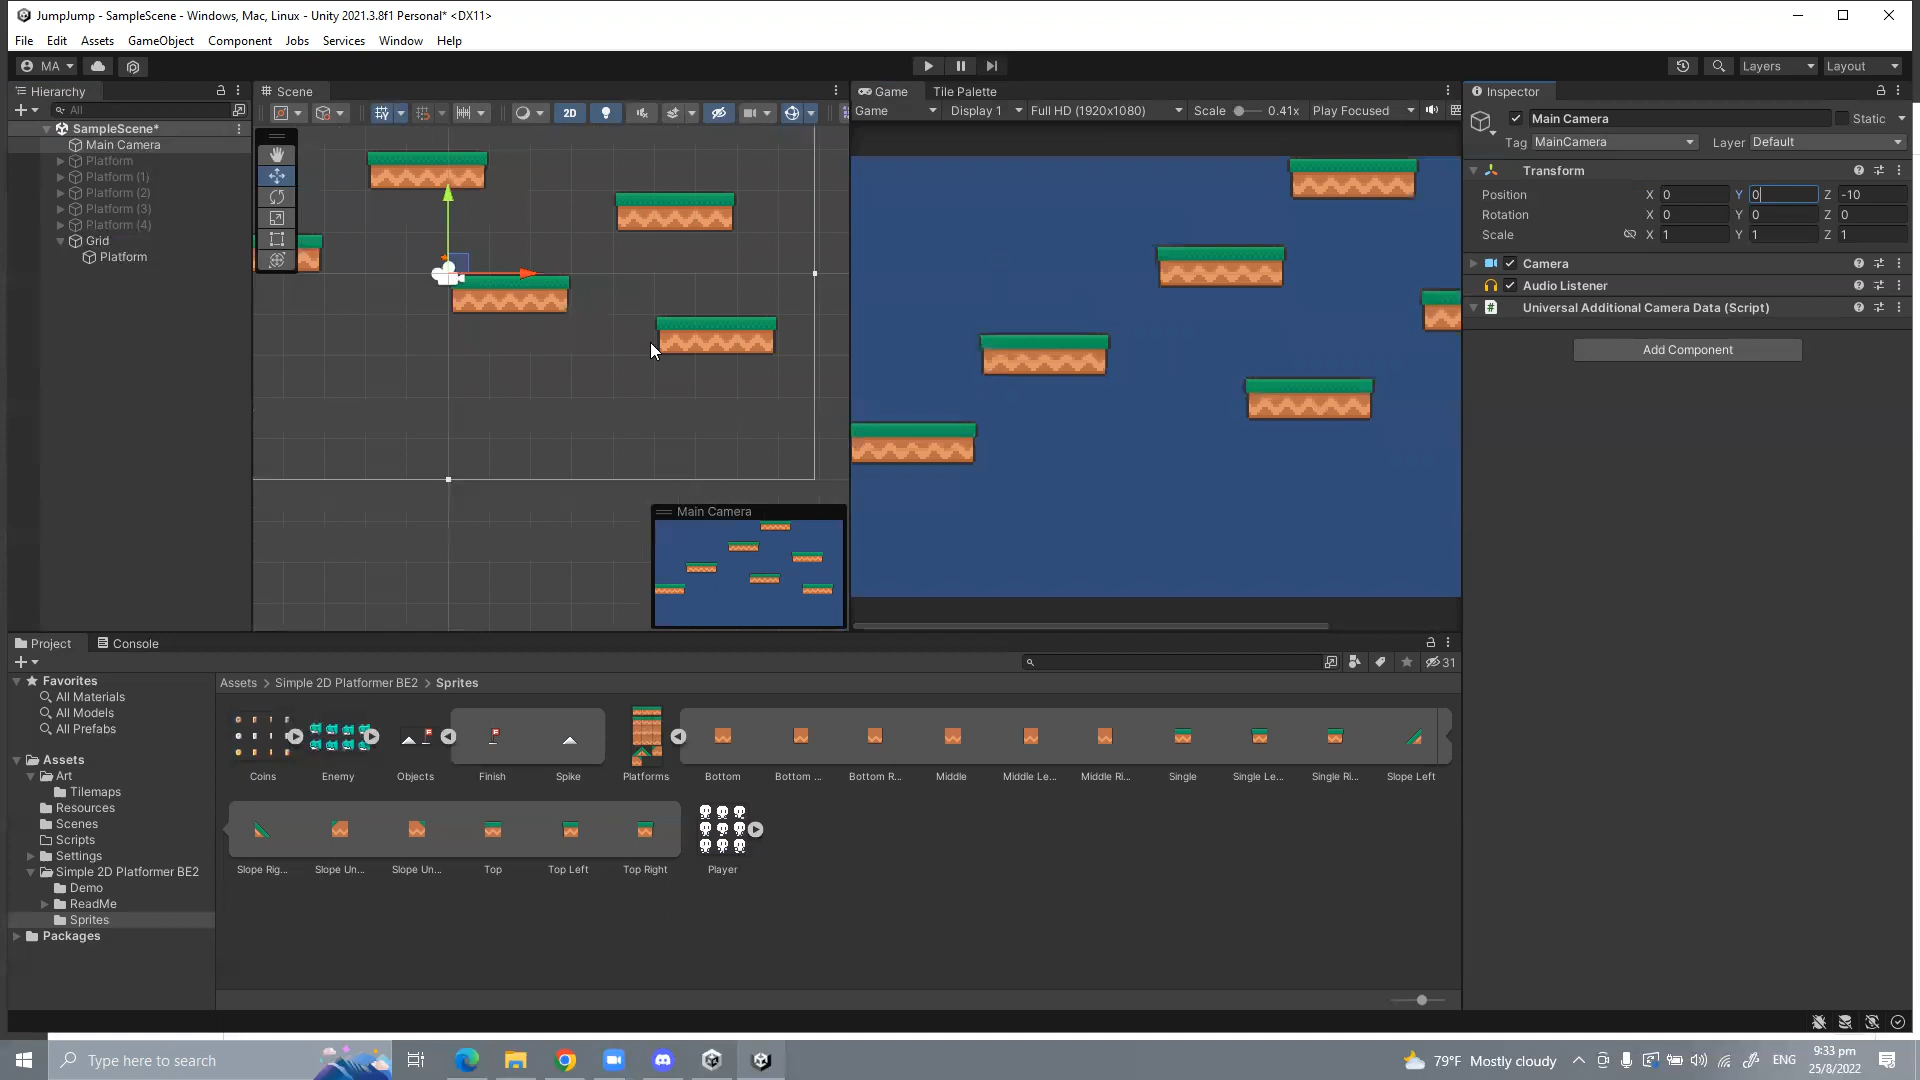 JumpJump - SampleScene - Windows, Mac, Linux - Unity 2021.3.8f1 Personal* <DX11>
File Edit Assets GameObject Component Jobs Services Window Help
MA Layers Layout
Hierarchy Scene Game Tile Palette Inspector
All 2D Game Display 1 Full HD (1920x1080) Scale 0.41x Play Focused
SampleScene*
Main Camera
Platform
Platform (1)
Platform (2)
Platform (3)
Platform (4)
Grid
Platform
Main Camera
Main Camera Static
Tag MainCamera Layer Default
Transform
Position X 0 Y 0 Z -10
Rotation X 0 Y 0 Z 0
Scale X 1 Y 1 Z 1
Camera
Audio Listener
Universal Additional Camera Data (Script)
Add Component
Project Console
31
Favorites
All Materials
All Models
All Prefabs
Assets
Art
Tilemaps
Resources
Scenes
Scripts
Settings
Simple 2D Platformer BE2
Demo
ReadMe
Sprites
Packages
Assets > Simple 2D Platformer BE2 > Sprites
Coins Enemy Objects Finish Spike Platforms Bottom Bottom ... Bottom R... Middle Middle Le... Middle Ri... Single Single Le... Single Ri... Slope Left
Slope Rig... Slope Un... Slope Un... Top Top Left Top Right Player
Type here to search
79°F Mostly cloudy
ENG
9:33 pm
25/8/2022